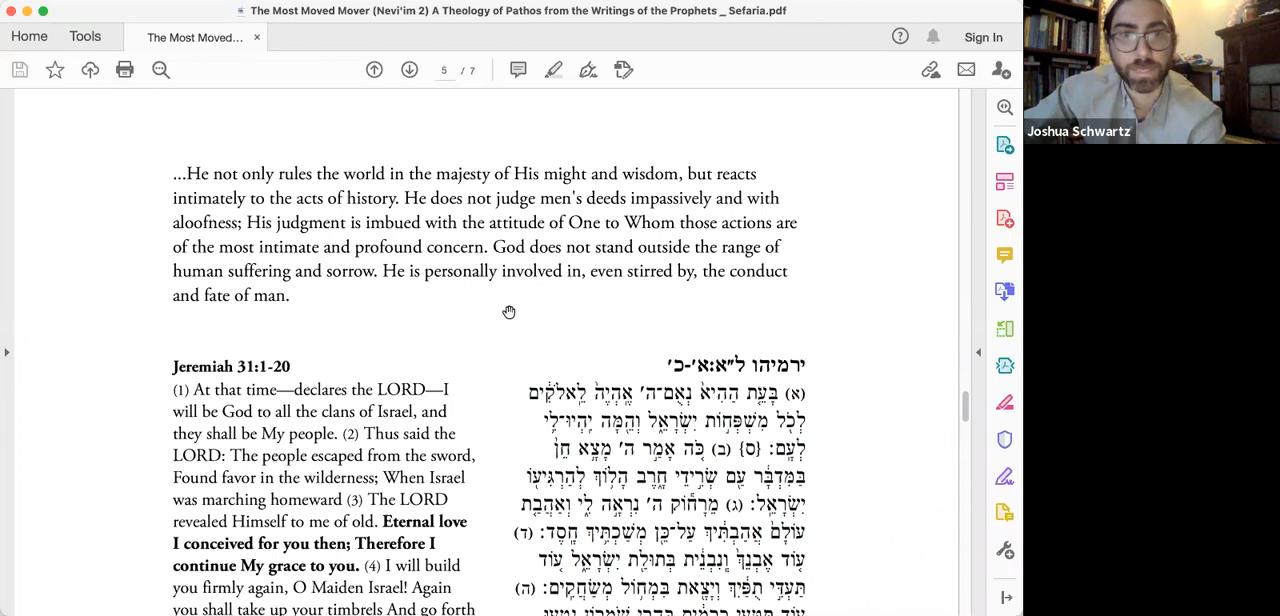 The Most Moved Mover (Nevi'im 2) A Theology of Pathos from the Writings of the Prophets _ Sefaria.pdf
Home Tools The Most Moved... × Sign In
5 / 7
Joshua Schwartz
...He not only rules the world in the majesty of His might and wisdom, but reacts
intimately to the acts of history. He does not judge men's deeds impassively and with
aloofness; His judgment is imbued with the attitude of One to Whom those actions are
of the most intimate and profound concern. God does not stand outside the range of
human suffering and sorrow. He is personally involved in, even stirred by, the conduct
and fate of man.
Jeremiah 31:1-20
(1) At that time—declares the LORD—I
will be God to all the clans of Israel, and
they shall be My people. (2) Thus said the
LORD: The people escaped from the sword,
Found favor in the wilderness; When Israel
was marching homeward (3) The LORD
revealed Himself to me of old. Eternal love
I conceived for you then; Therefore I
continue My grace to you. (4) I will build
you firmly again, O Maiden Israel! Again
you shall take up your timbrels And go forth
ירמיהו ל״א:א׳-כ׳
(א) בָּעֵ֤ת הַהִיא֙ נְאֻם־ה׳ אֶֽהְיֶה֙ לֵֽאלֹקִ֔ים
לְכֹ֖ל מִשְׁפְּח֣וֹת יִשְׂרָאֵ֑ל וְהֵ֖מָּה יִֽהְיוּ־לִ֥י
לְעָֽם׃ {ס} (ב) כֹּ֚ה אָמַ֣ר ה׳ מָצָ֥א חֵן֙
בַּמִּדְבָּ֔ר עַ֖ם שְׂרִ֣ידֵי חָ֑רֶב הָל֥וֹךְ לְהַרְגִּיע֖וֹ
יִשְׂרָאֵֽל׃ (ג) מֵרָח֕וֹק ה׳ נִרְאָ֣ה לִ֑י וְאַהֲבַ֤ת
עוֹלָם֙ אֲהַבְתִּ֔יךְ עַל־כֵּ֖ן מְשַׁכְתִּ֥יךְ חָֽסֶד׃ (ד)
ע֤וֹד אֶבְנֵךְ֙ וְֽנִבְנֵ֔ית בְּתוּלַ֖ת יִשְׂרָאֵ֑ל ע֚וֹד
תַּעְדִּ֣י תֻפַּ֔יִךְ וְיָצָ֖את בִּמְח֥וֹל מְשַׂחֲקִֽים׃ (ה)